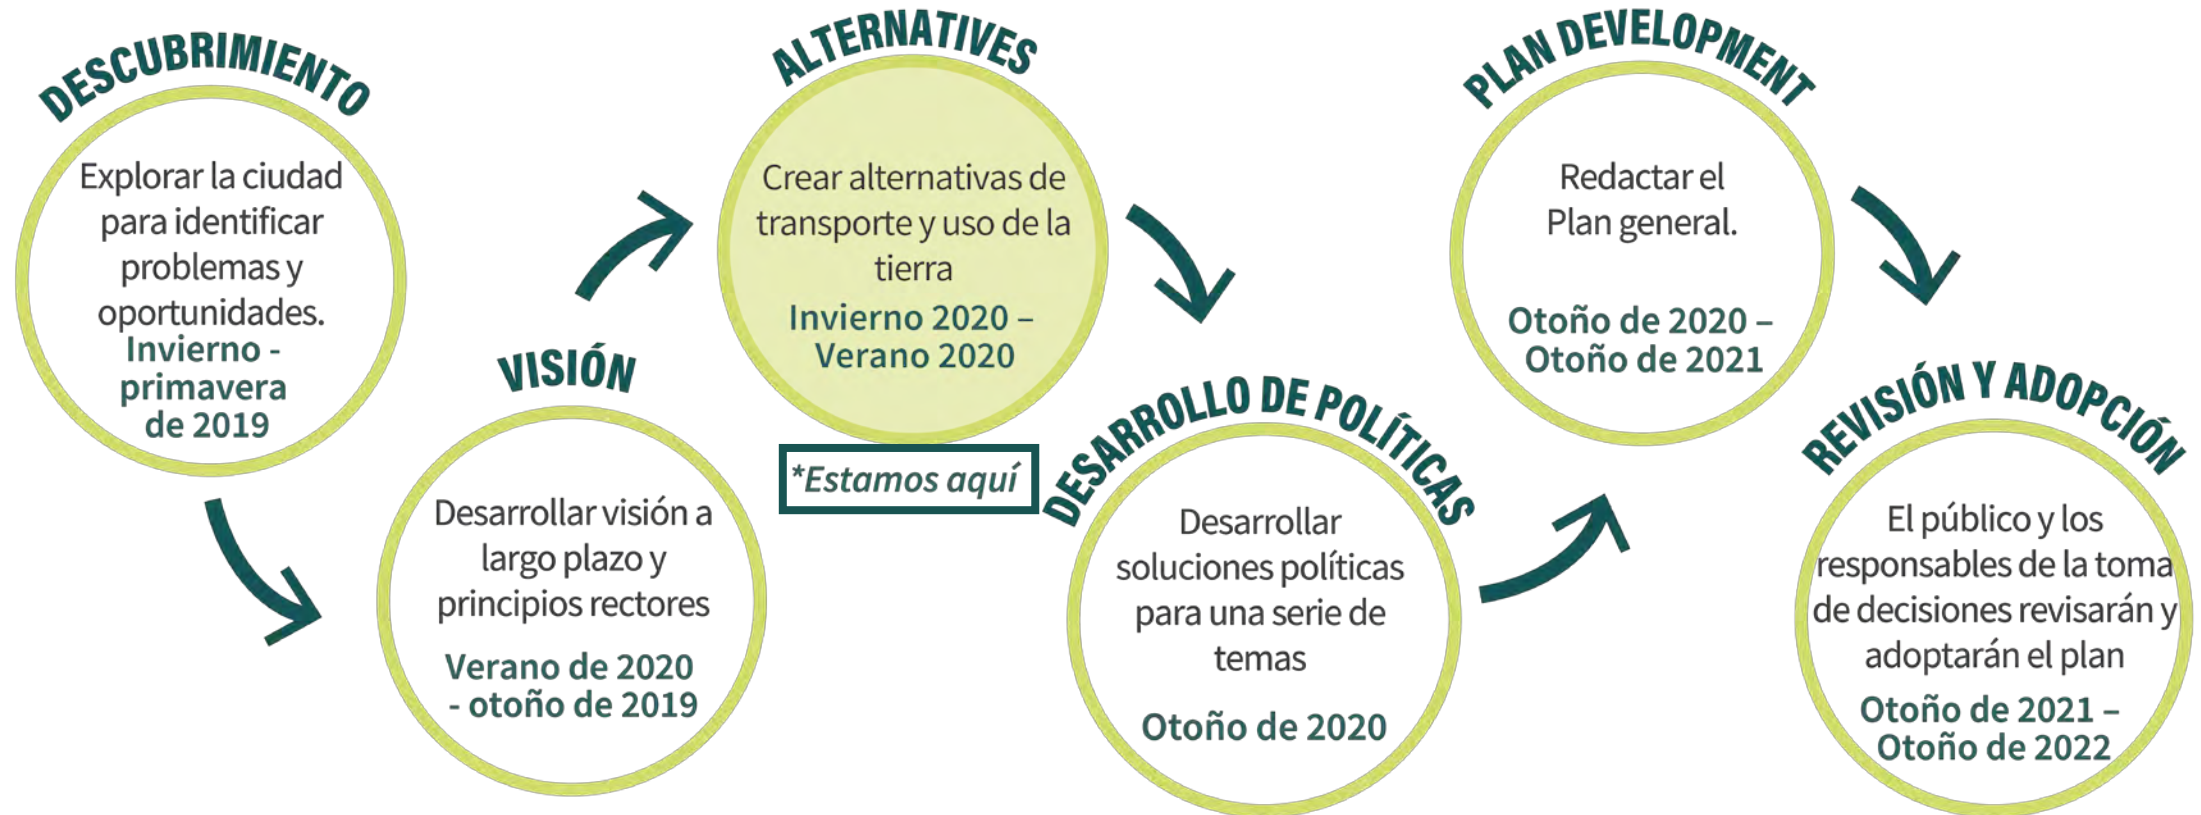 DESCUBRIMIENTO
Explorar la ciudad
para identificar
problemas y
oportunidades.
Invierno -
primavera
de 2019
VISIÓN
Desarrollar visión a
largo plazo y
principios rectores
Verano de 2020
- otoño de 2019
ALTERNATIVES
Crear alternativas de
transporte y uso de la
tierra
Invierno 2020 –
Verano 2020
*Estamos aquí
DESARROLLO DE POLÍTICAS
Desarrollar
soluciones políticas
para una serie de
temas
Otoño de 2020
PLAN DEVELOPMENT
Redactar el
Plan general.
Otoño de 2020 –
Otoño de 2021
REVISIÓN Y ADOPCIÓN
El público y los
responsables de la toma
de decisiones revisarán y
adoptarán el plan
Otoño de 2021 –
Otoño de 2022